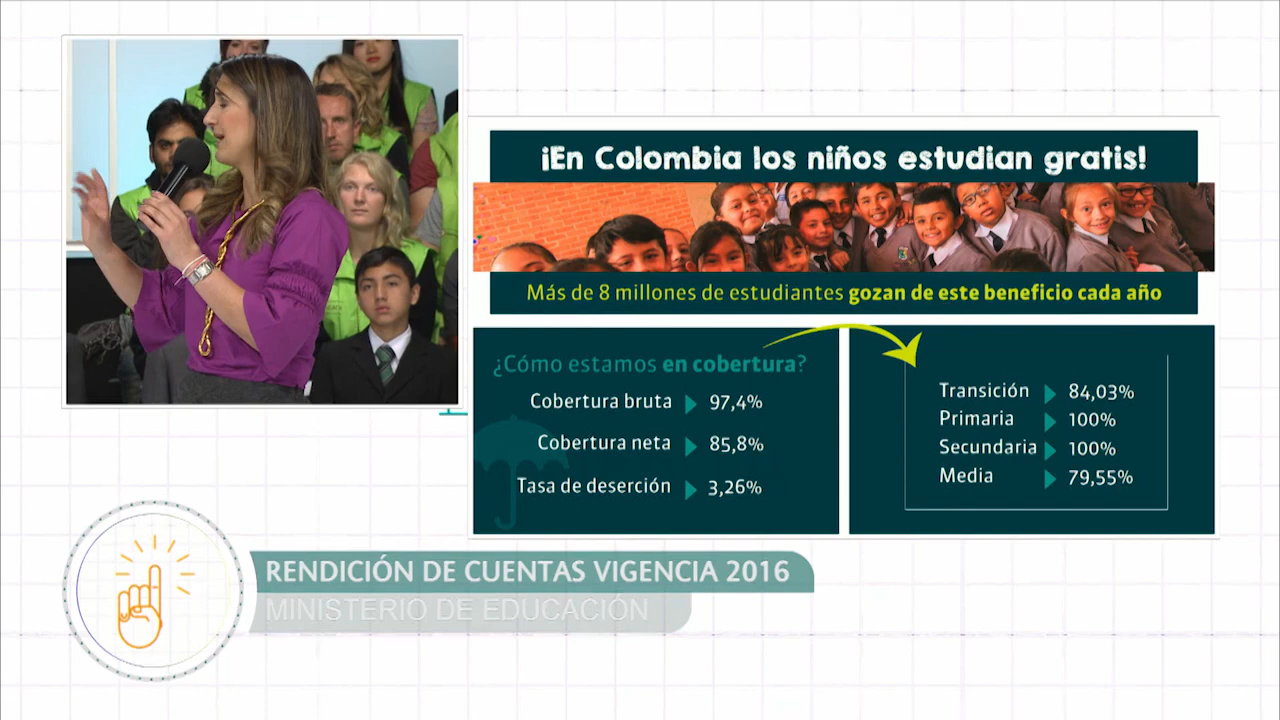 ¡En Colombia los niños estudian gratis!
Más de 8 millones de estudiantes gozan de este beneficio cada año
¿Cómo estamos en cobertura?
Cobertura bruta 97,4%
Cobertura neta 85,8%
Tasa de deserción 3,26%
Transición 84,03%
Primaria 100%
Secundaria 100%
Media 79,55%
RENDICIÓN DE CUENTAS VIGENCIA 2016
MINISTERIO DE EDUCACIÓN